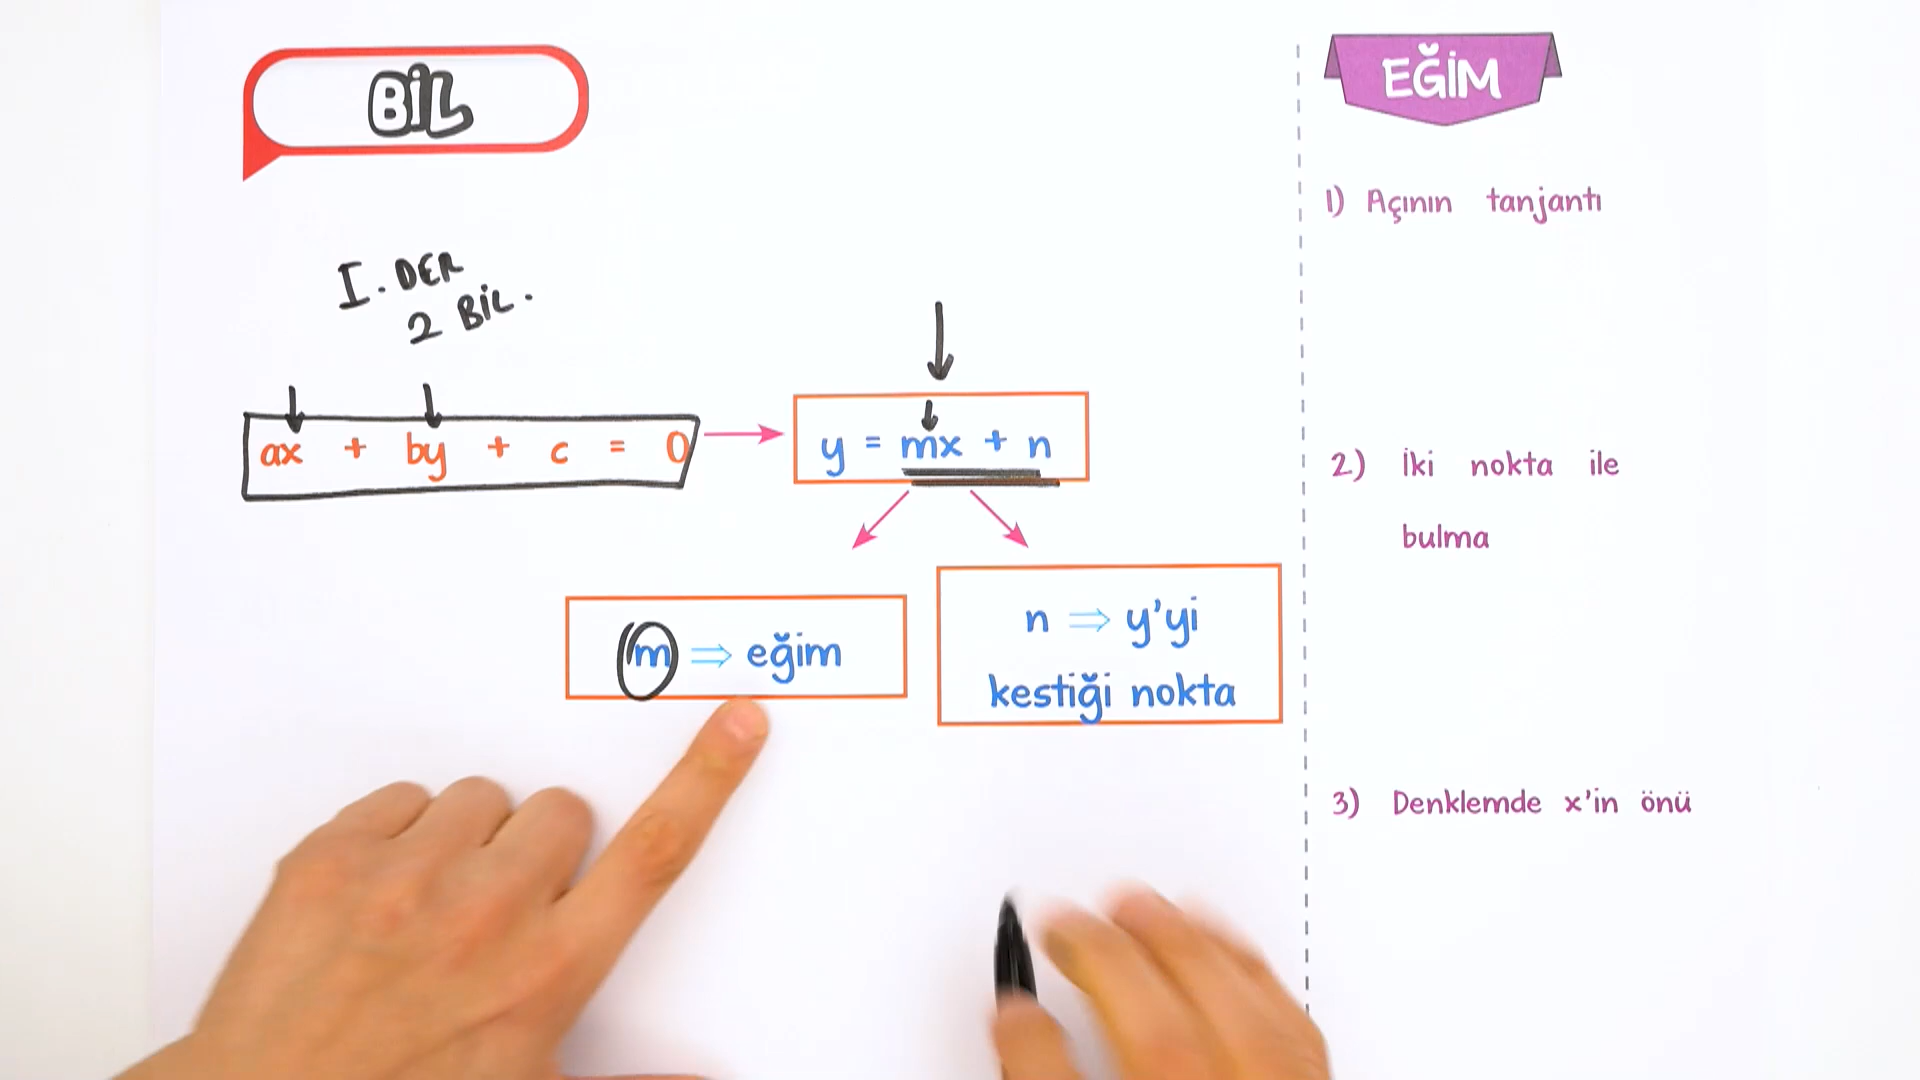 BİL
I. DER
2 BİL.
ax + by + c = 0
y = mx + n
m ⇒ eğim
n ⇒ y'yi
kestiği nokta
EĞİM
1) Açının tanjantı
2) İki nokta ile
bulma
3) Denklemde x'in önü